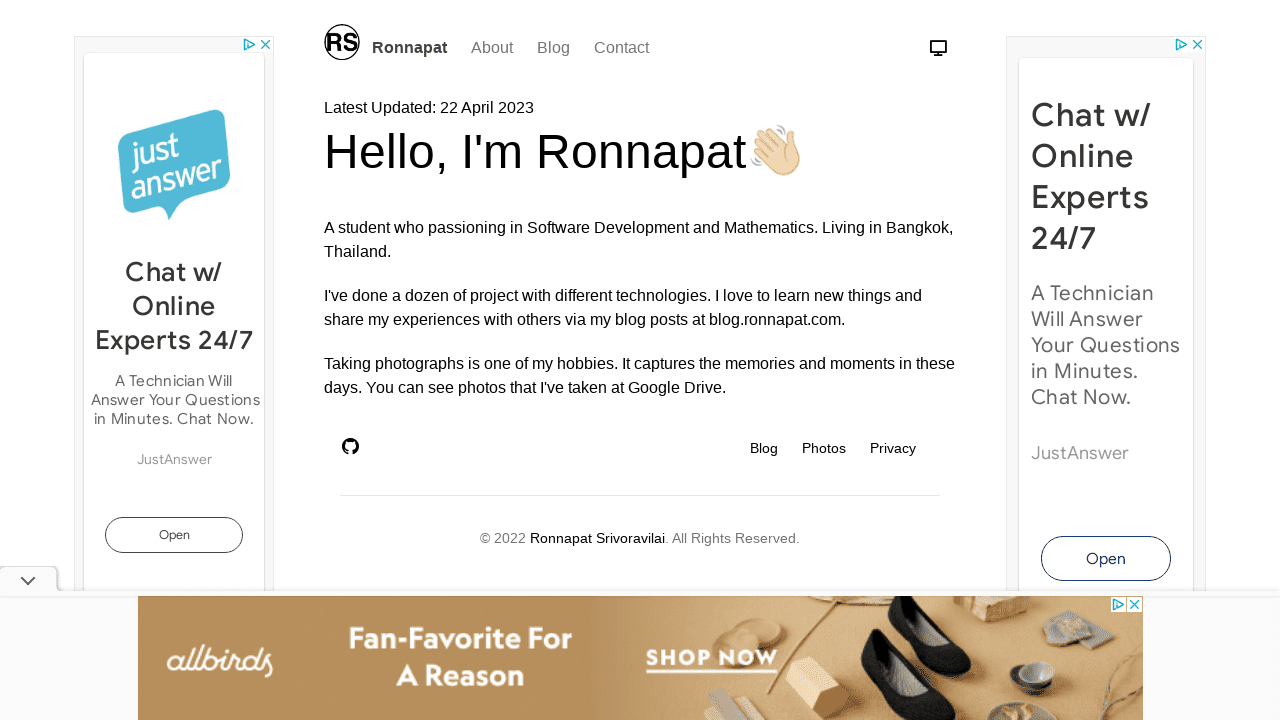 RS
Ronnapat About Blog Contact
Latest Updated: 22 April 2023
Hello, I'm Ronnapat👋🏼
A student who passioning in Software Development and Mathematics. Living in Bangkok,
Thailand.
I've done a dozen of project with different technologies. I love to learn new things and
share my experiences with others via my blog posts at blog.ronnapat.com.
Taking photographs is one of my hobbies. It captures the memories and moments in these
days. You can see photos that I've taken at Google Drive.
Blog Photos Privacy
© 2022 Ronnapat Srivoravilai. All Rights Reserved.
just
answer
Chat w/
Online
Experts 24/7
A Technician Will
Answer Your Questions
in Minutes. Chat Now.
JustAnswer
Open
Chat w/
Online
Experts
24/7
A Technician
Will Answer
Your Questions
in Minutes.
Chat Now.
JustAnswer
Open
allbirds
Fan-Favorite For
A Reason
SHOP NOW